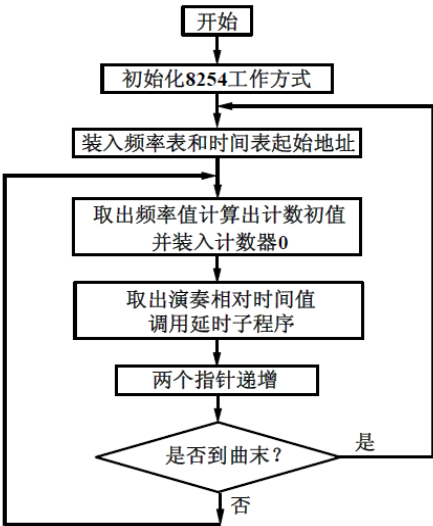 开始
初始化8254工作方式
装入频率表和时间表起始地址
取出频率值计算出计数初值
并装入计数器0
取出演奏相对时间值
调用延时子程序
两个指针递增
是否到曲末？
是
否